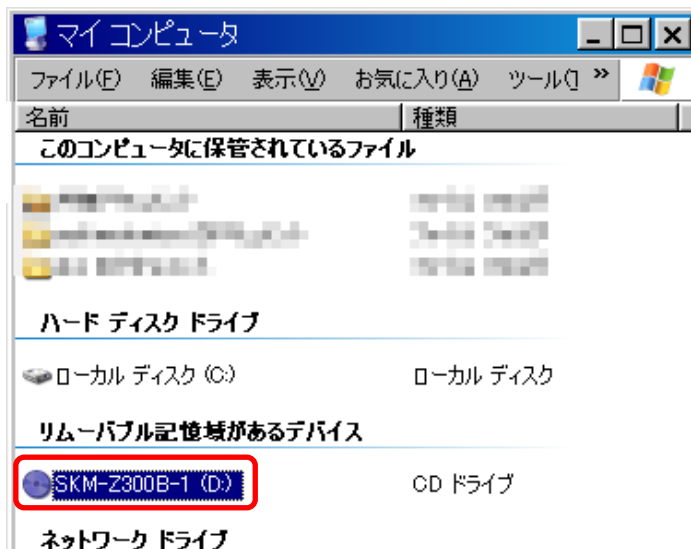 マイ コンピュータ
ファイル(F) 編集(E) 表示(V) お気に入り(A) ツール(T »
名前 種類
このコンピュータに保管されているファイル
ハード ディスク ドライブ
ローカル ディスク (C:) ローカル ディスク
リムーバブル記憶域があるデバイス
SKM-Z300B-1 (D:) CD ドライブ
ネットワーク ドライブ